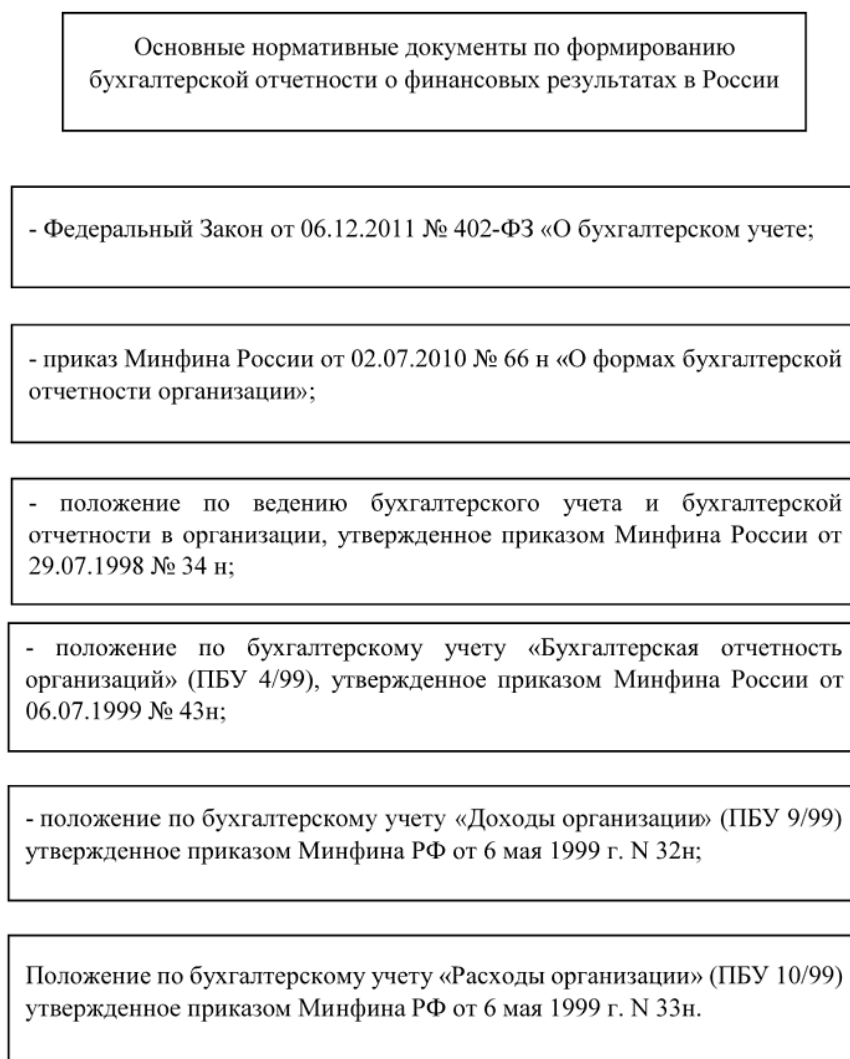 Основные нормативные документы по формированию
бухгалтерской отчетности о финансовых результатах в России
- Федеральный Закон от 06.12.2011 № 402-ФЗ «О бухгалтерском учете;
- приказ Минфина России от 02.07.2010 № 66 н «О формах бухгалтерской
отчетности организации»;
- положение по ведению бухгалтерского учета и бухгалтерской
отчетности в организации, утвержденное приказом Минфина России от
29.07.1998 № 34 н;
- положение по бухгалтерскому учету «Бухгалтерская отчетность
организаций» (ПБУ 4/99), утвержденное приказом Минфина России от
06.07.1999 № 43н;
- положение по бухгалтерскому учету «Доходы организации» (ПБУ 9/99)
утвержденное приказом Минфина РФ от 6 мая 1999 г. N 32н;
Положение по бухгалтерскому учету «Расходы организации» (ПБУ 10/99)
утвержденное приказом Минфина РФ от 6 мая 1999 г. N 33н.